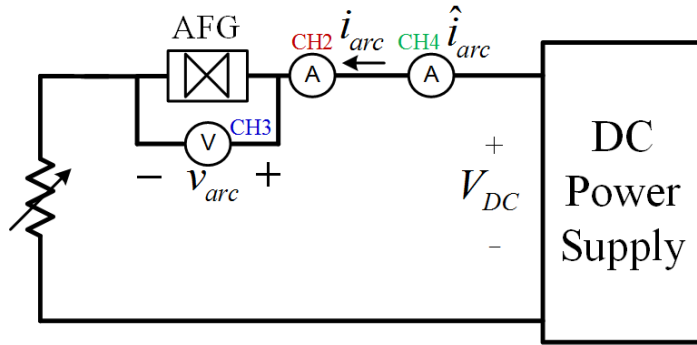 AFG
CH2 i_arc CH4 î_arc
A A
V CH3
− v_arc +
+
V_DC
−
DC
Power
Supply